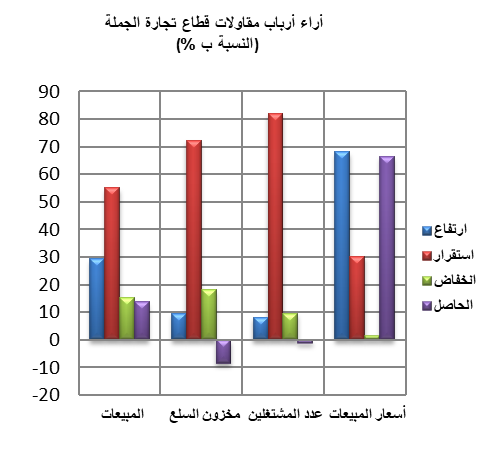 أراء أرباب مقاولات قطاع تجارة الجملة
(النسبة ب %)
90
80
70
60
50
40
30
20
10
0
-10
-20
المبيعات
مخزون السلع
عدد المشتغلين
أسعار المبيعات
ارتفاع
استقرار
انخفاض
الحاصل